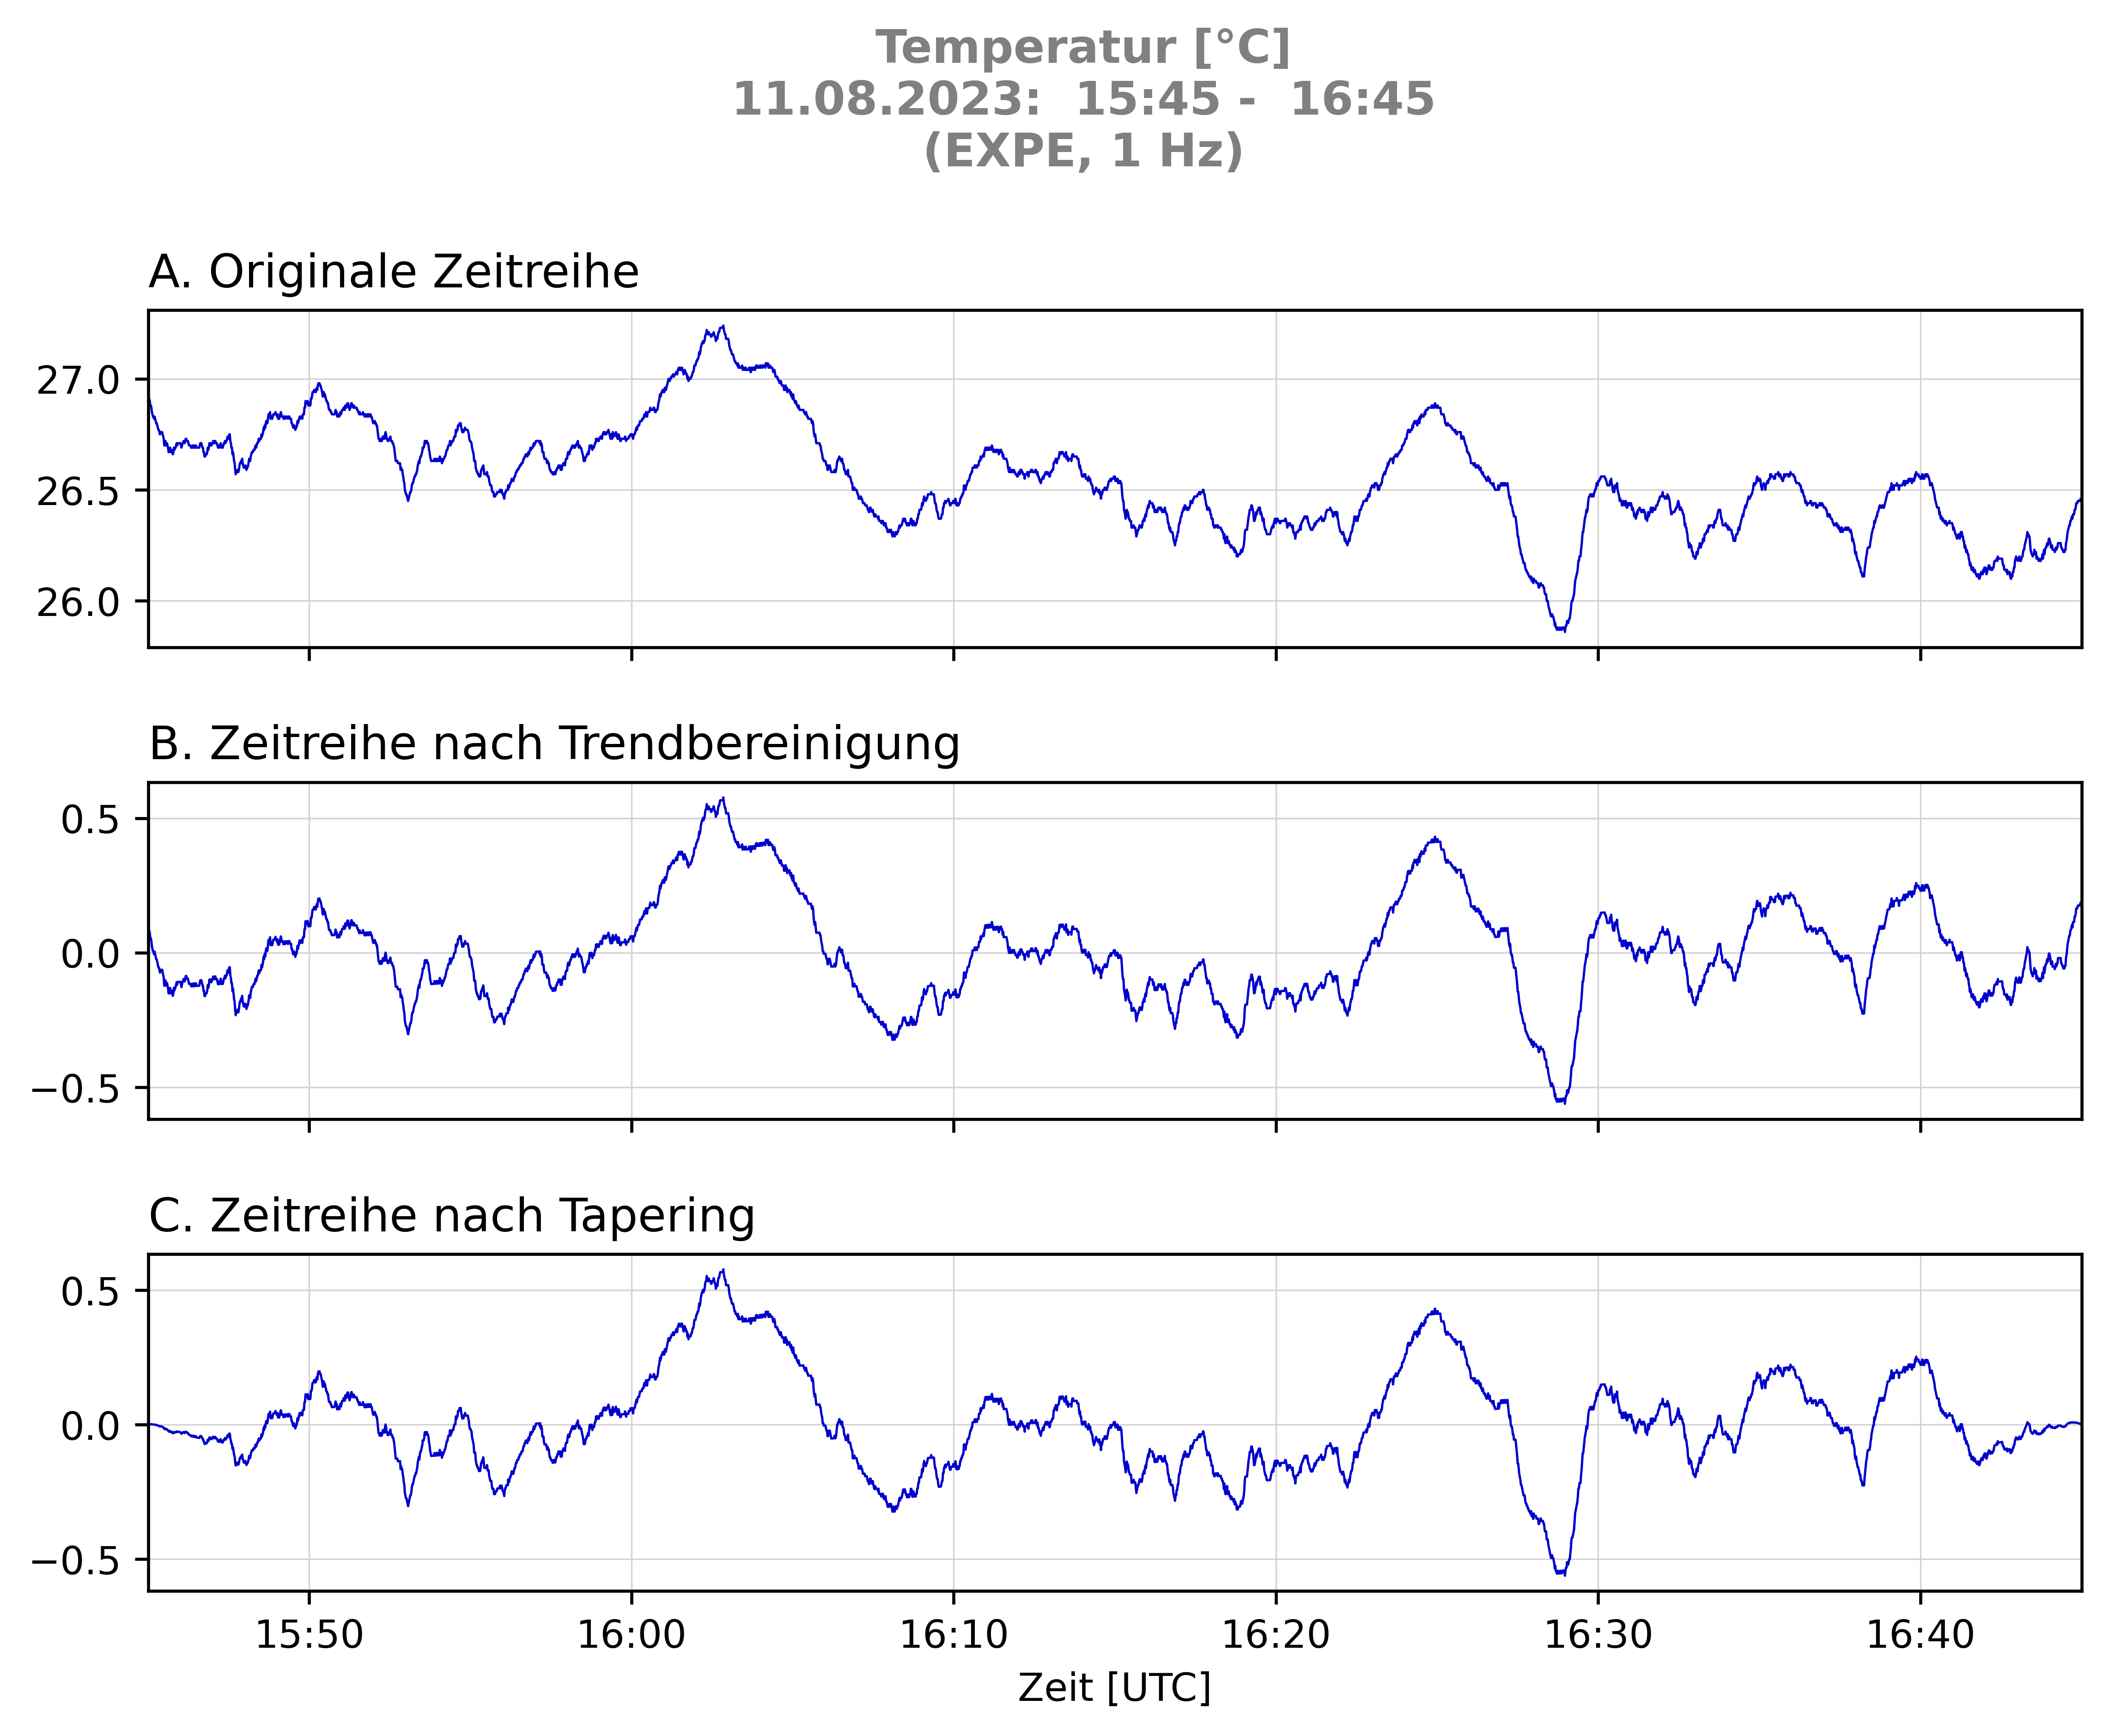 Temperatur [°C]
11.08.2023:  15:45 -  16:45
(EXPE, 1 Hz)
A. Originale Zeitreihe
27.0
26.5
26.0
B. Zeitreihe nach Trendbereinigung
0.5
0.0
−0.5
C. Zeitreihe nach Tapering
0.5
0.0
−0.5
15:50 16:00 16:10 16:20 16:30 16:40
Zeit [UTC]